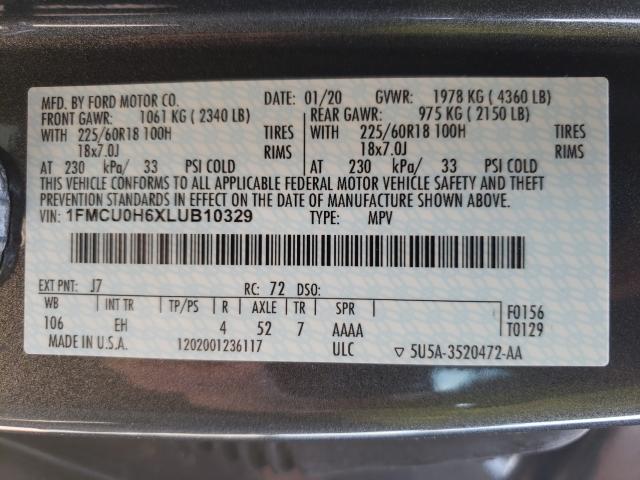 MFD. BY FORD MOTOR CO. DATE: 01/20 GVWR: 1978 KG ( 4360 LB)
FRONT GAWR: 1061 KG ( 2340 LB) REAR GAWR: 975 KG ( 2150 LB)
WITH 225/60R18 100H TIRES WITH 225/60R18 100H TIRES
18x7.0J RIMS 18x7.0J RIMS
AT 230 kPa/ 33 PSI COLD AT 230 kPa/ 33 PSI COLD
THIS VEHICLE CONFORMS TO ALL APPLICABLE FEDERAL MOTOR VEHICLE SAFETY AND THEFT
PREVENTION STANDARDS IN EFFECT ON THE DATE OF MANUFACTURE SHOWN ABOVE.
VIN: 1FMCU0H6XLUB10329 TYPE: MPV
EXT PNT: J7 RC: 72 DSO:
WB INT TR TP/PS R AXLE TR SPR F0156
106 EH 4 52 7 AAAA T0129
MADE IN U.S.A. 1202001236117 ULC ▽ 5U5A-3520472-AA